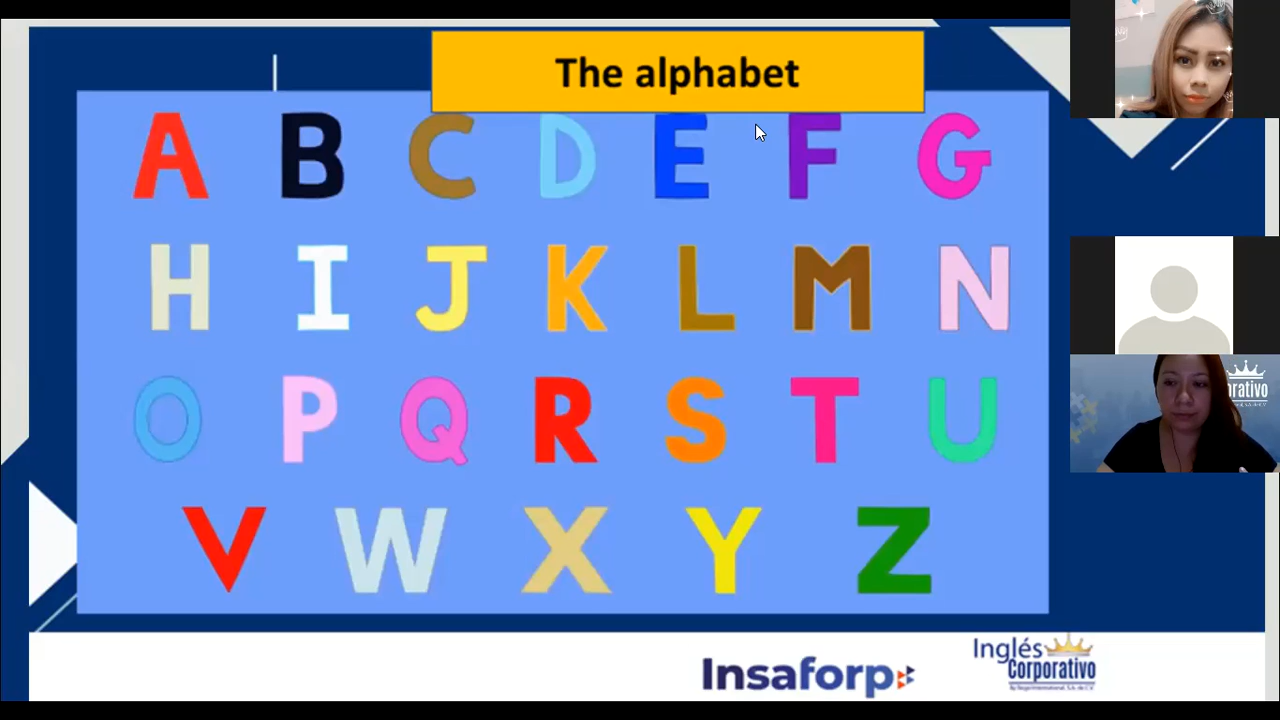 The alphabet
A B C D E F G
H I J K L M N
O P Q R S T U
V W X Y Z
Insaforp
Inglés
Corporativo